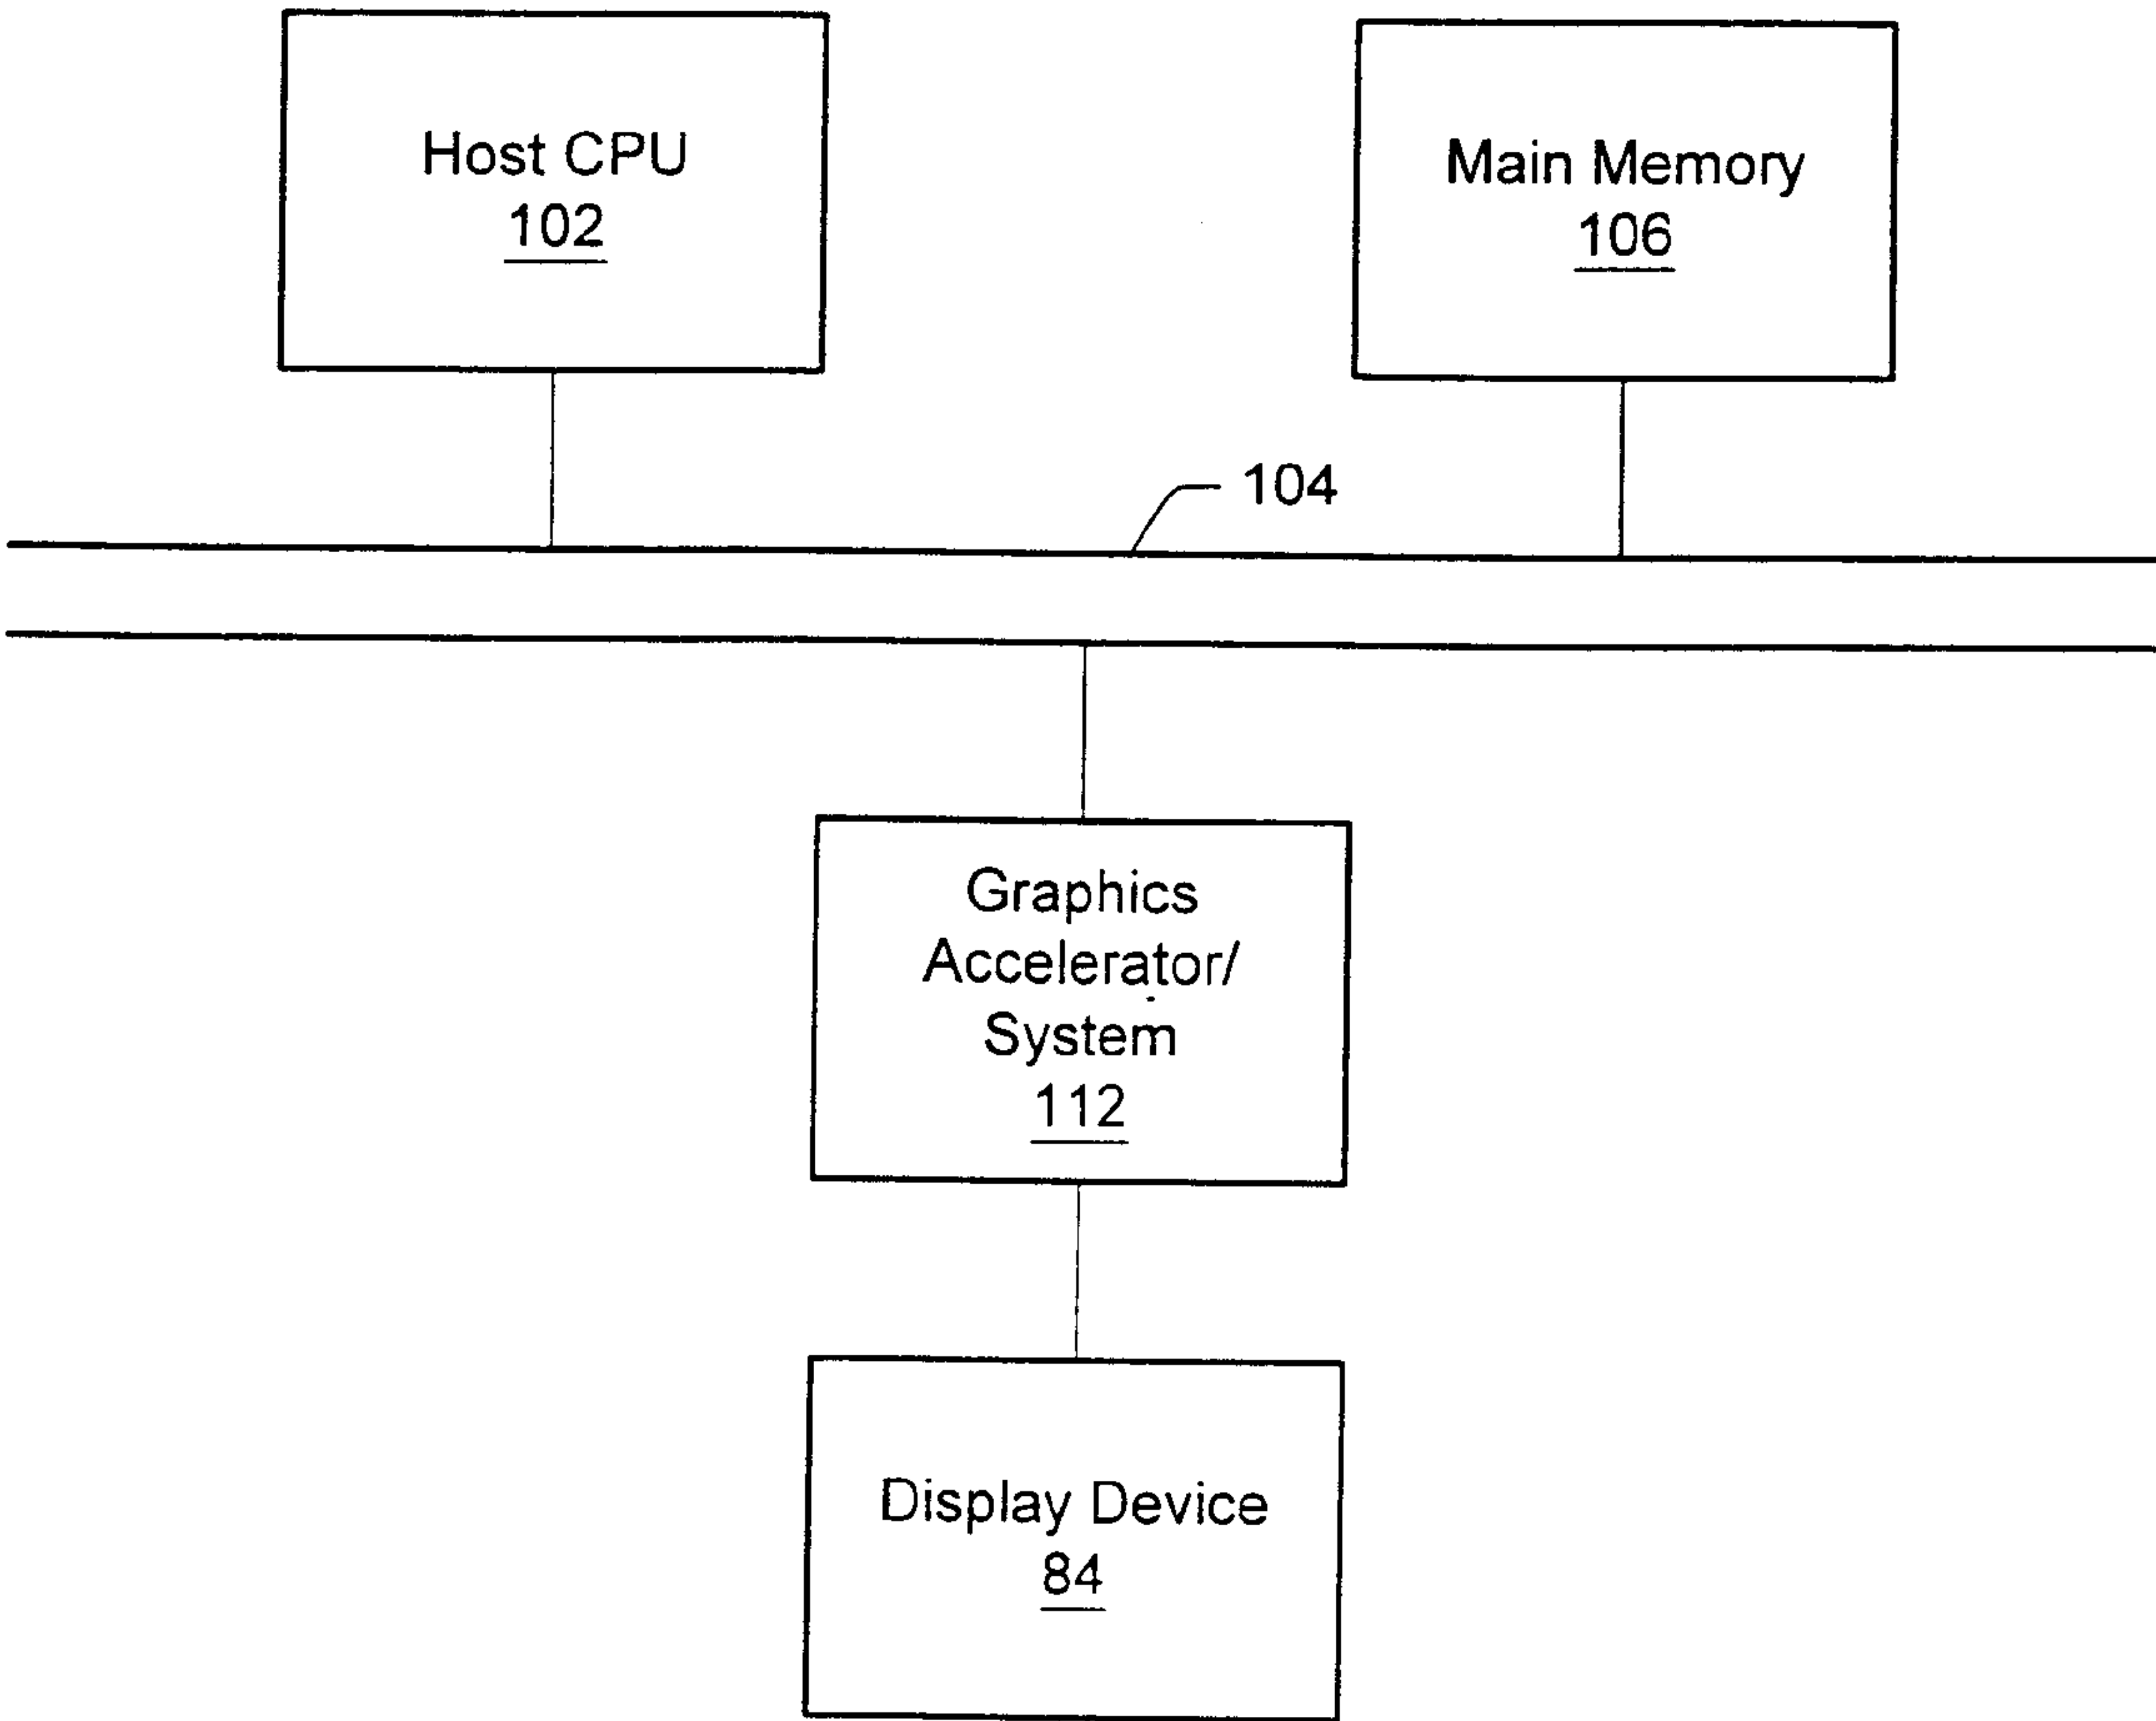 Host CPU
102
Main Memory
106
104
Graphics
Accelerator/
System
112
Display Device
84